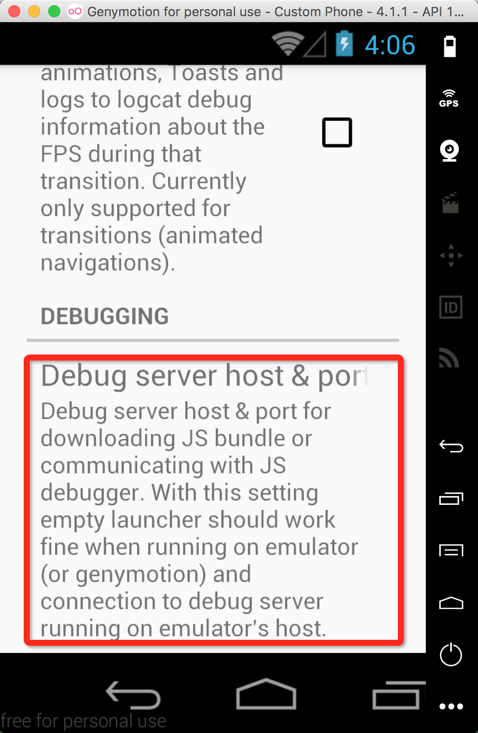 Genymotion for personal use - Custom Phone - 4.1.1 - API 1...
4:06
GPS
animations, Toasts and
logs to logcat debug
information about the
FPS during that
transition. Currently
only supported for
transitions (animated
navigations).
ID
DEBUGGING
Debug server host & port
Debug server host & port for
downloading JS bundle or
communicating with JS
debugger. With this setting
empty launcher should work
fine when running on emulator
(or genymotion) and
connection to debug server
running on emulator's host.
free for personal use